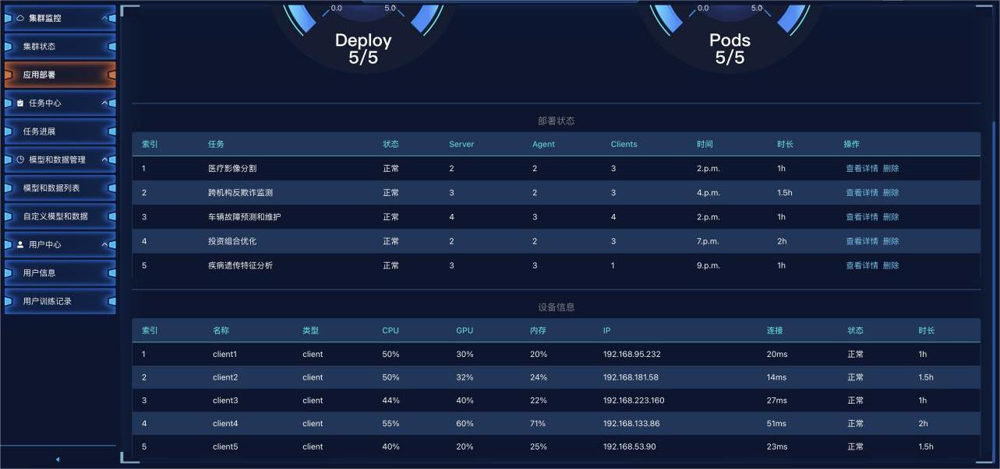 集群监控
集群状态
应用部署
任务中心
任务进展
模型和数据管理
模型和数据列表
自定义模型和数据
用户中心
用户信息
用户训练记录
0.0 5.0 0.0 5.0
Deploy Pods
5/5 5/5
部署状态
索引 任务 状态 Server Agent Clients 时间 时长 操作
1 医疗影像分割 正常 2 2 3 2.p.m. 1h 查看详情 删除
2 跨机构反欺诈监测 正常 3 2 3 4.p.m. 1.5h 查看详情 删除
3 车辆故障预测和维护 正常 4 3 4 2.p.m. 1h 查看详情 删除
4 投资组合优化 正常 2 2 3 7.p.m. 2h 查看详情 删除
5 疾病遗传特征分析 正常 3 3 1 9.p.m. 1h 查看详情 删除
设备信息
索引 名称 类型 CPU GPU 内存 IP 连接 状态 时长
1 client1 client 50% 30% 20% 192.168.95.232 20ms 正常 1h
2 client2 client 50% 32% 24% 192.168.181.58 14ms 正常 1.5h
3 client3 client 44% 40% 22% 192.168.223.160 27ms 正常 1h
4 client4 client 55% 60% 71% 192.168.133.86 51ms 正常 2h
5 client5 client 40% 20% 25% 192.168.53.90 23ms 正常 1.5h